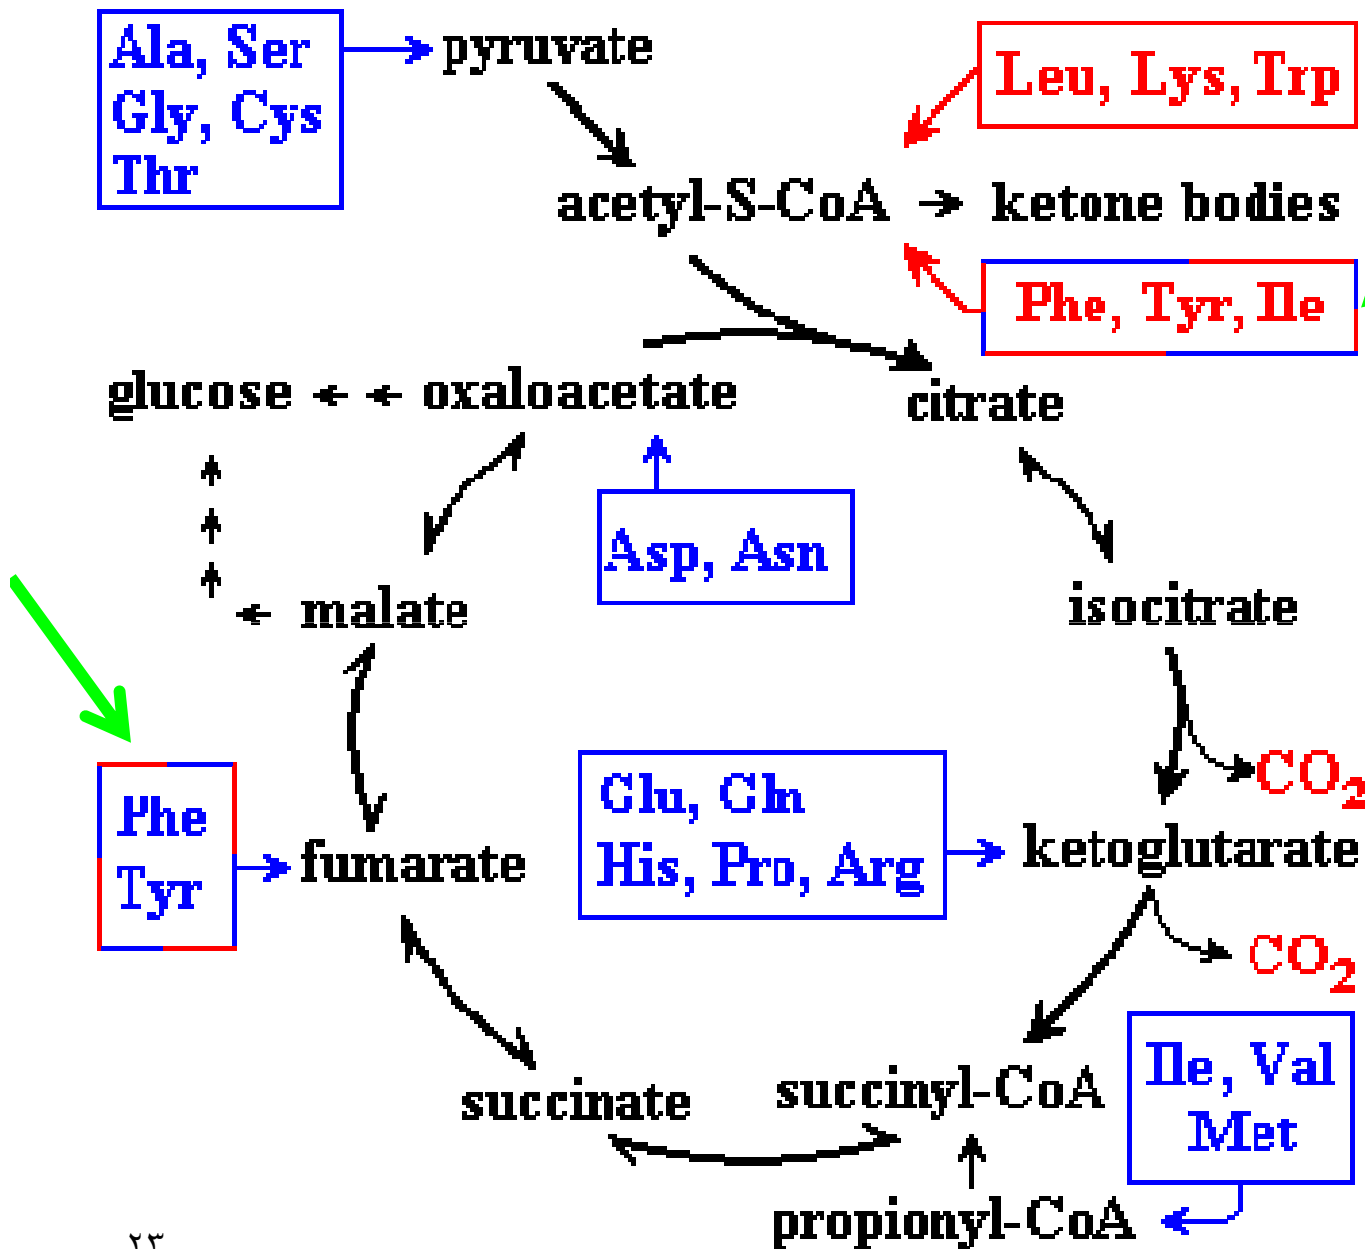 Ala, Ser
Gly, Cys
Thr
pyruvate
Leu, Lys, Trp
acetyl-S-CoA
ketone bodies
Phe, Tyr, Ile
glucose
oxaloacetate
citrate
Asp, Asn
malate
isocitrate
CO₂
Phe
Tyr
fumarate
Glu, Gln
His, Pro, Arg
ketoglutarate
CO₂
succinate
succinyl-CoA
Ile, Val
Met
propionyl-CoA
٢٣